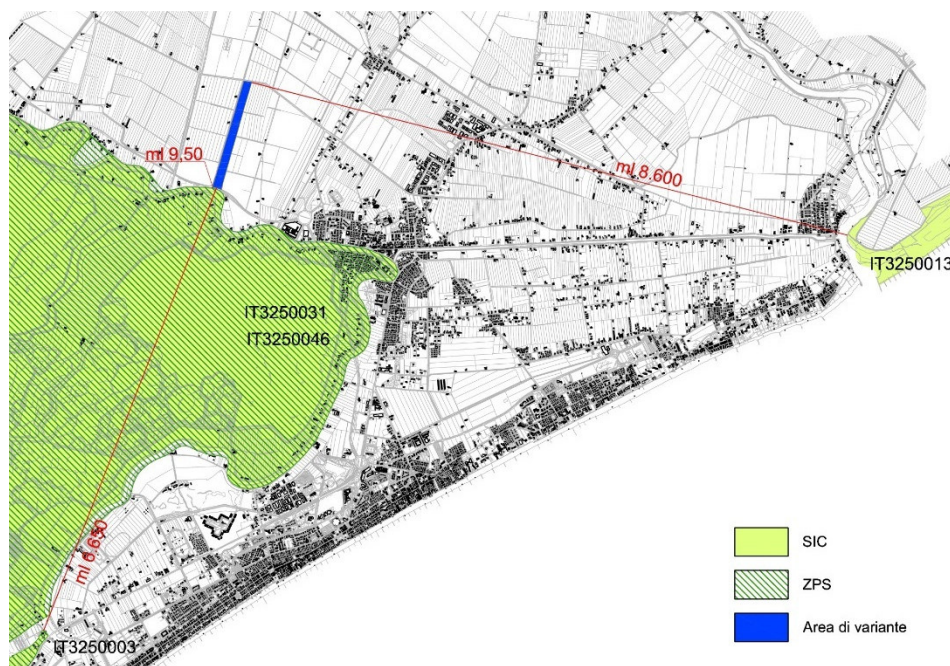 ml 9.50
ml 8.600
IT3250013
IT3250031
IT3250046
ml 6.650
IT3250003
SIC
ZPS
Area di variante